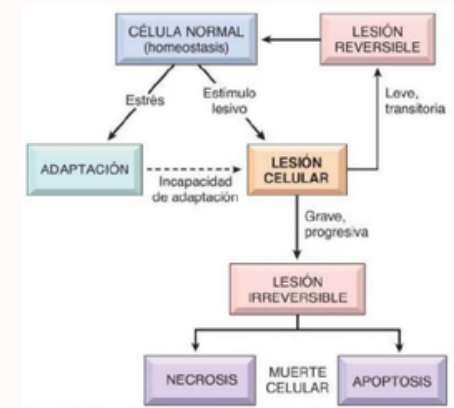 CÉLULA NORMAL
(homeostasis)
LESIÓN
REVERSIBLE
Estrés
Estímulo
lesivo
Leve,
transitoria
ADAPTACIÓN
Incapacidad
de adaptación
LESIÓN
CELULAR
Grave,
progresiva
LESIÓN
IRREVERSIBLE
NECROSIS
MUERTE
CELULAR
APOPTOSIS